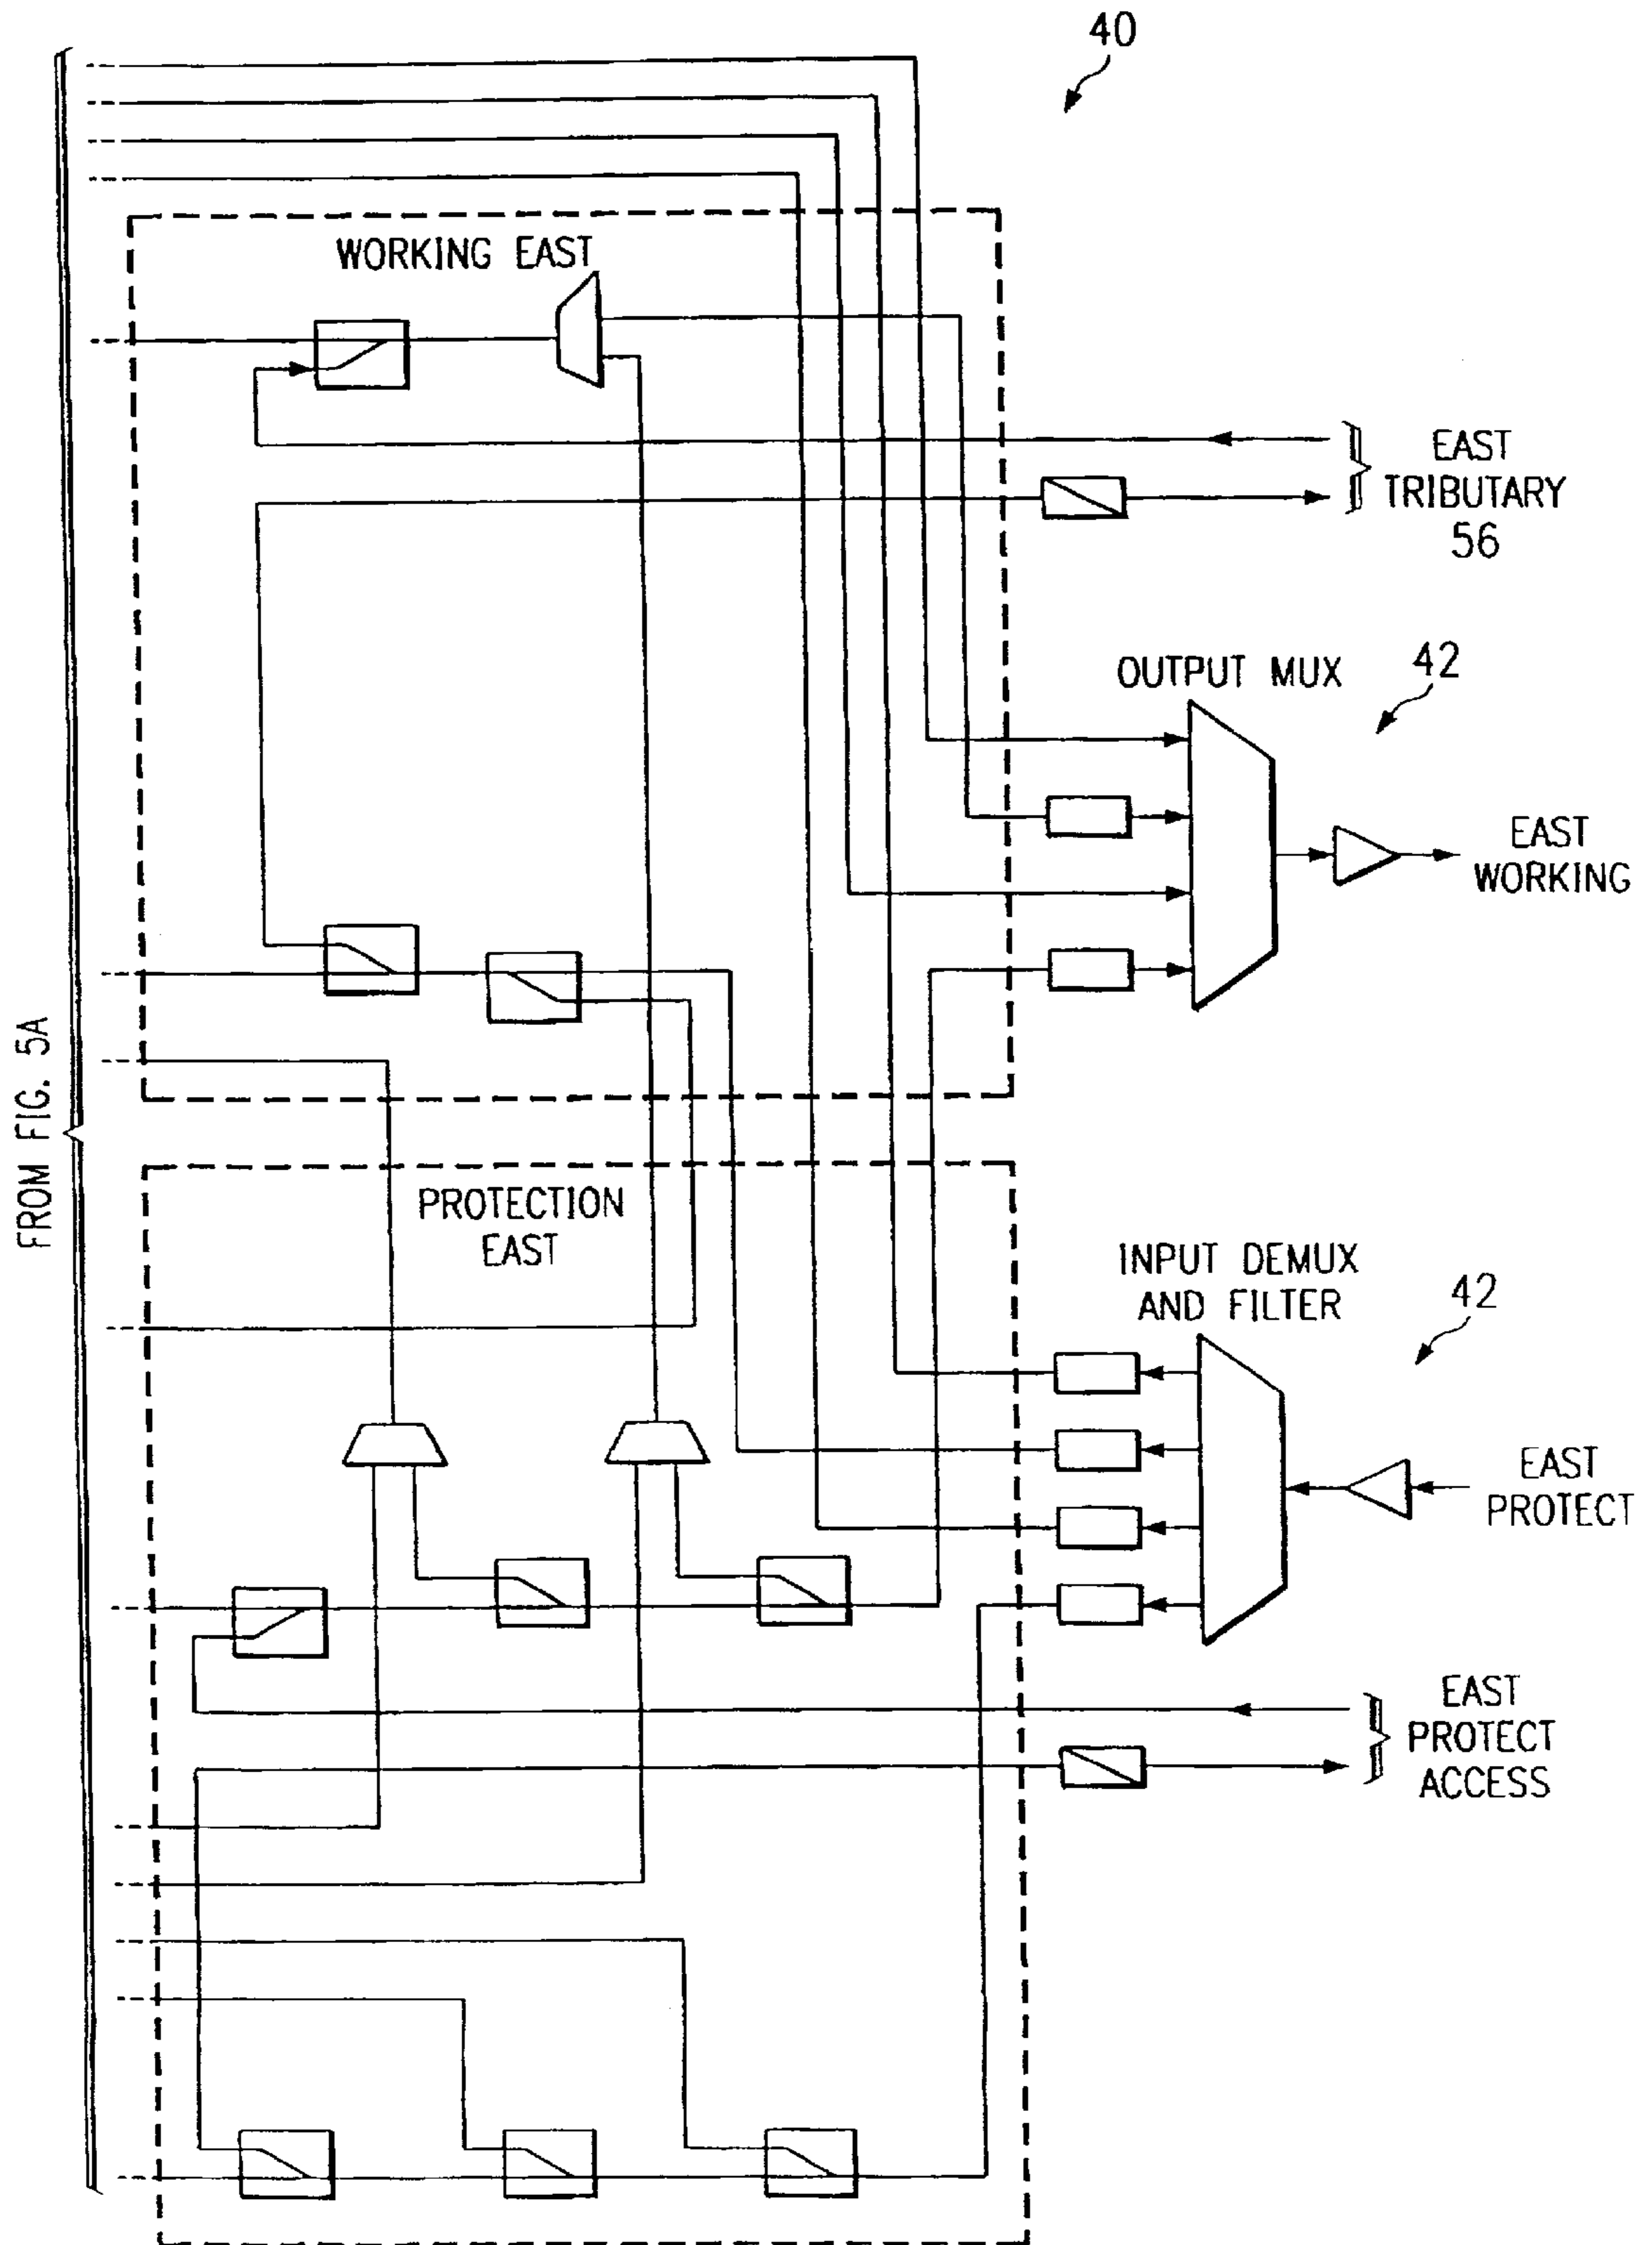 40
WORKING EAST
EAST
TRIBUTARY
56
OUTPUT MUX
42
EAST
WORKING
FROM FIG. 5A
PROTECTION
EAST
INPUT DEMUX
AND FILTER
42
EAST
PROTECT
EAST
PROTECT
ACCESS